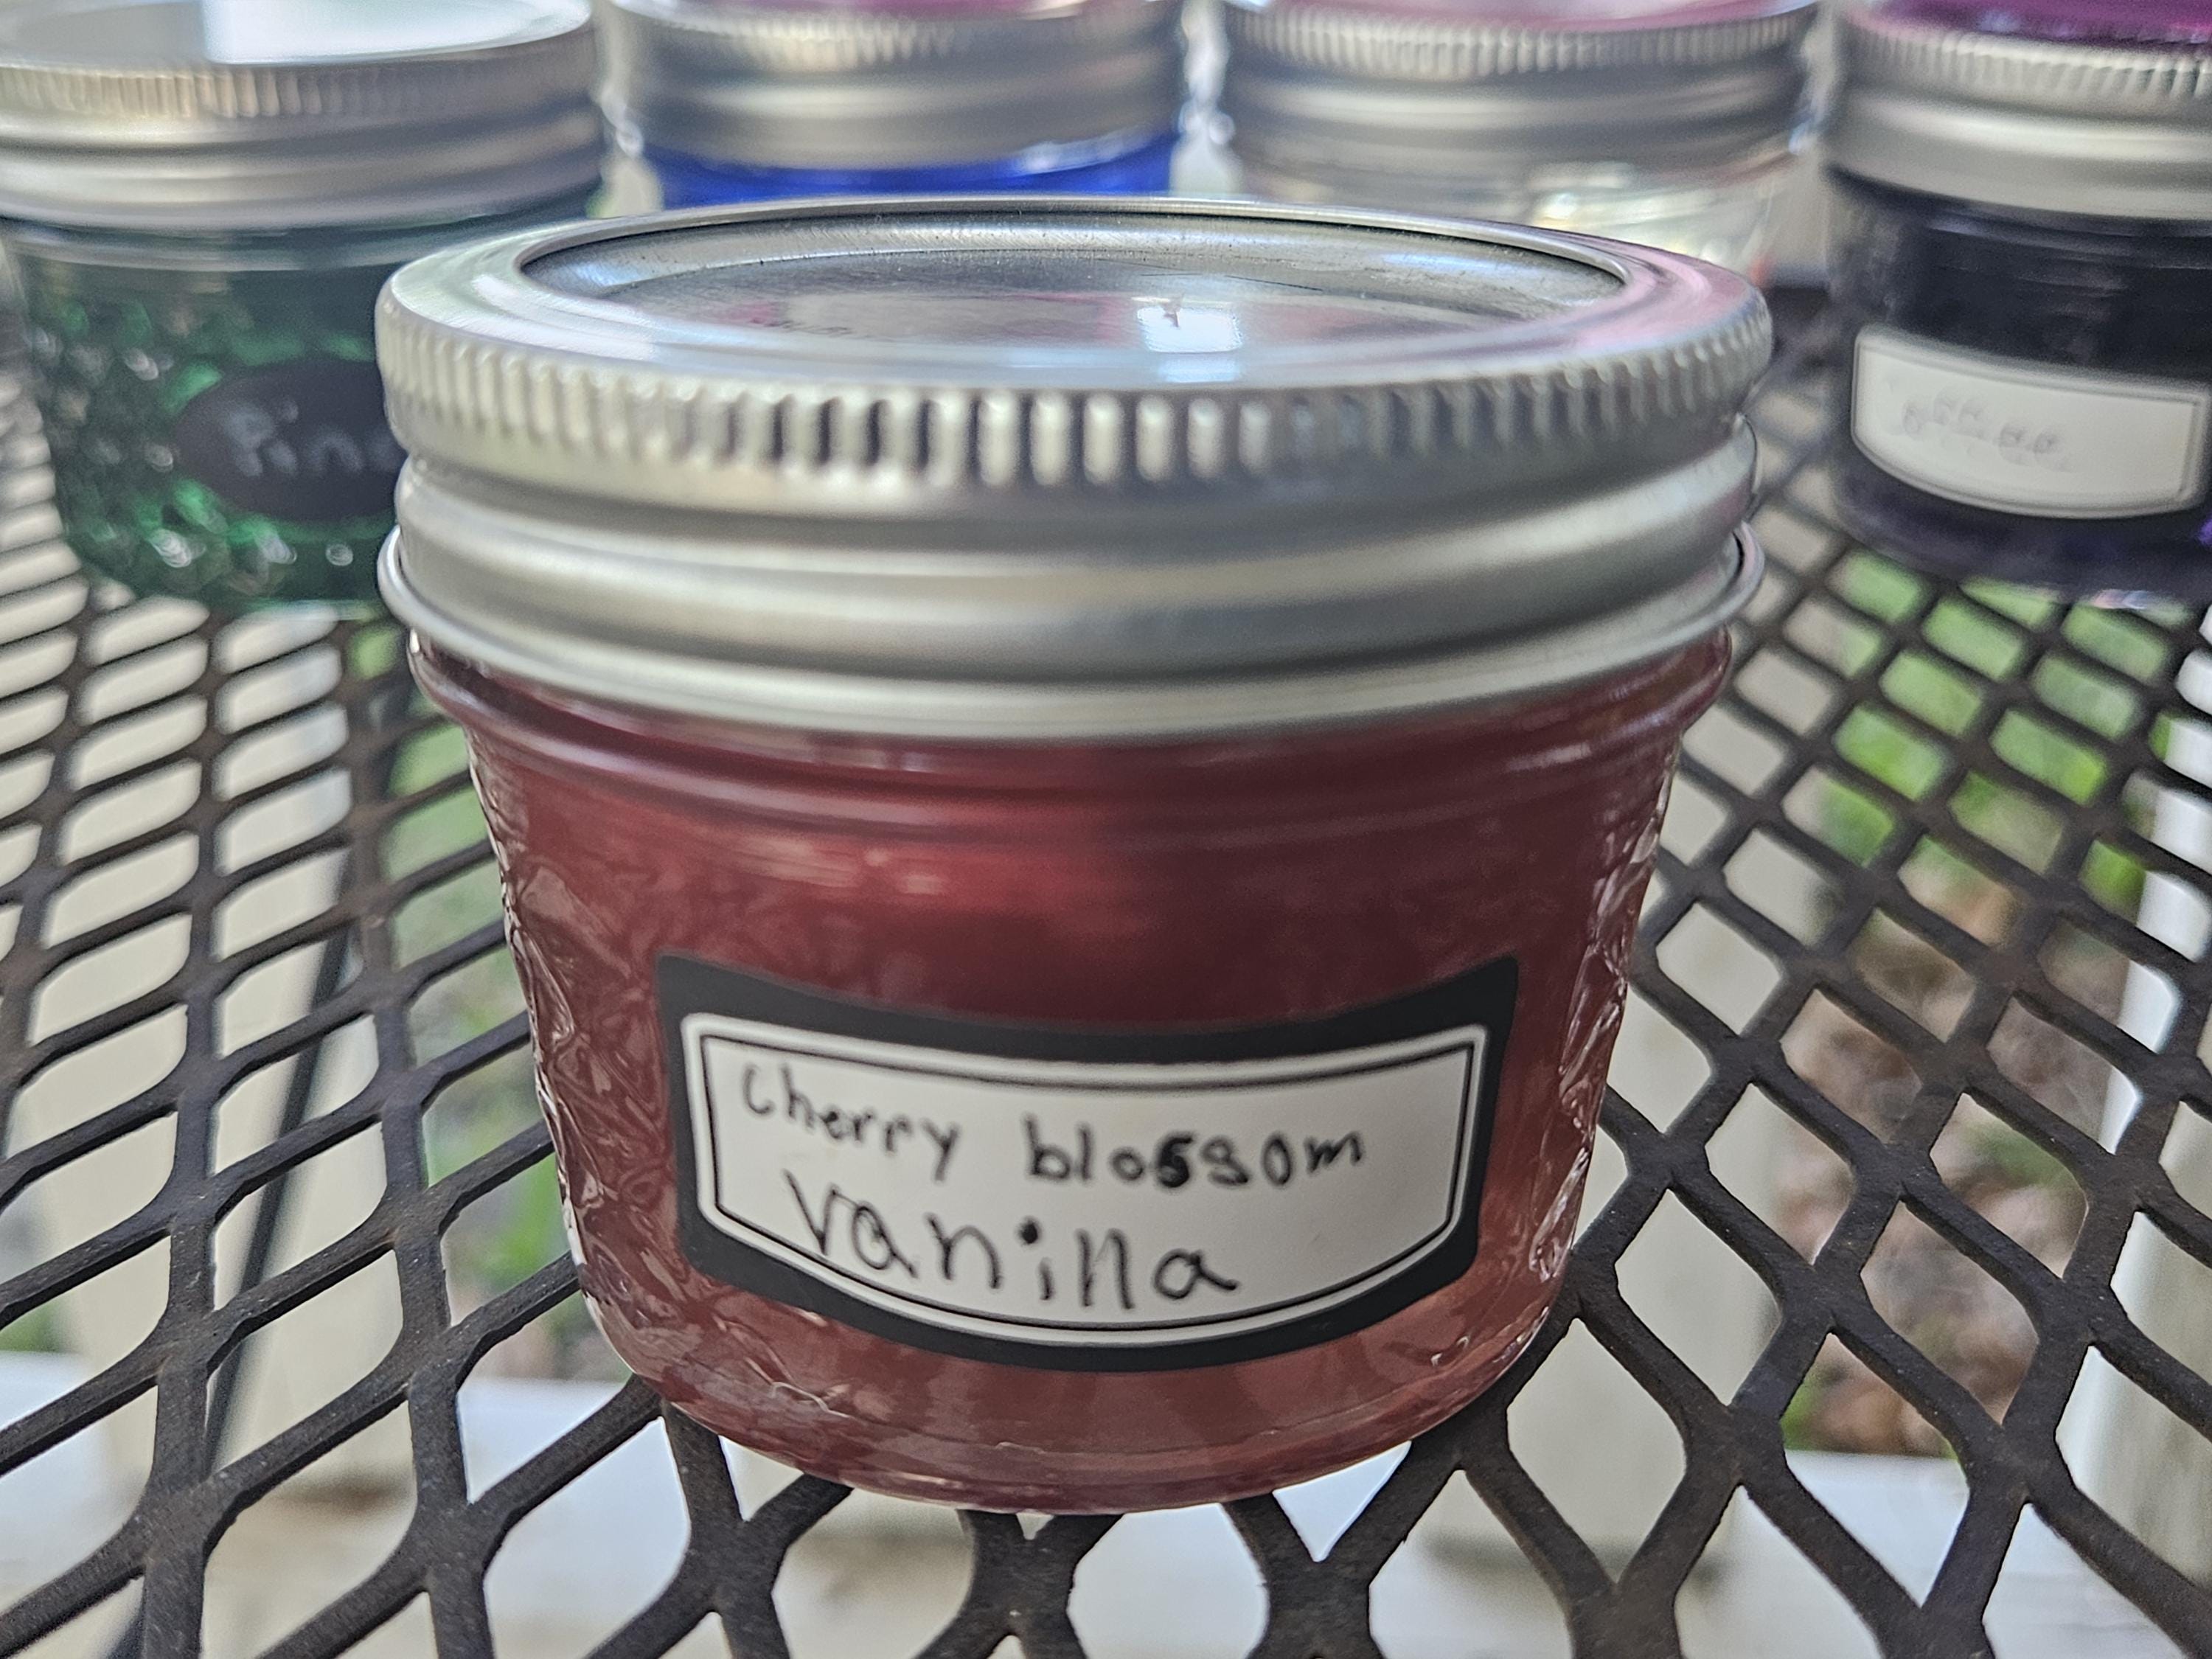 Cherry blossom
Vanilla